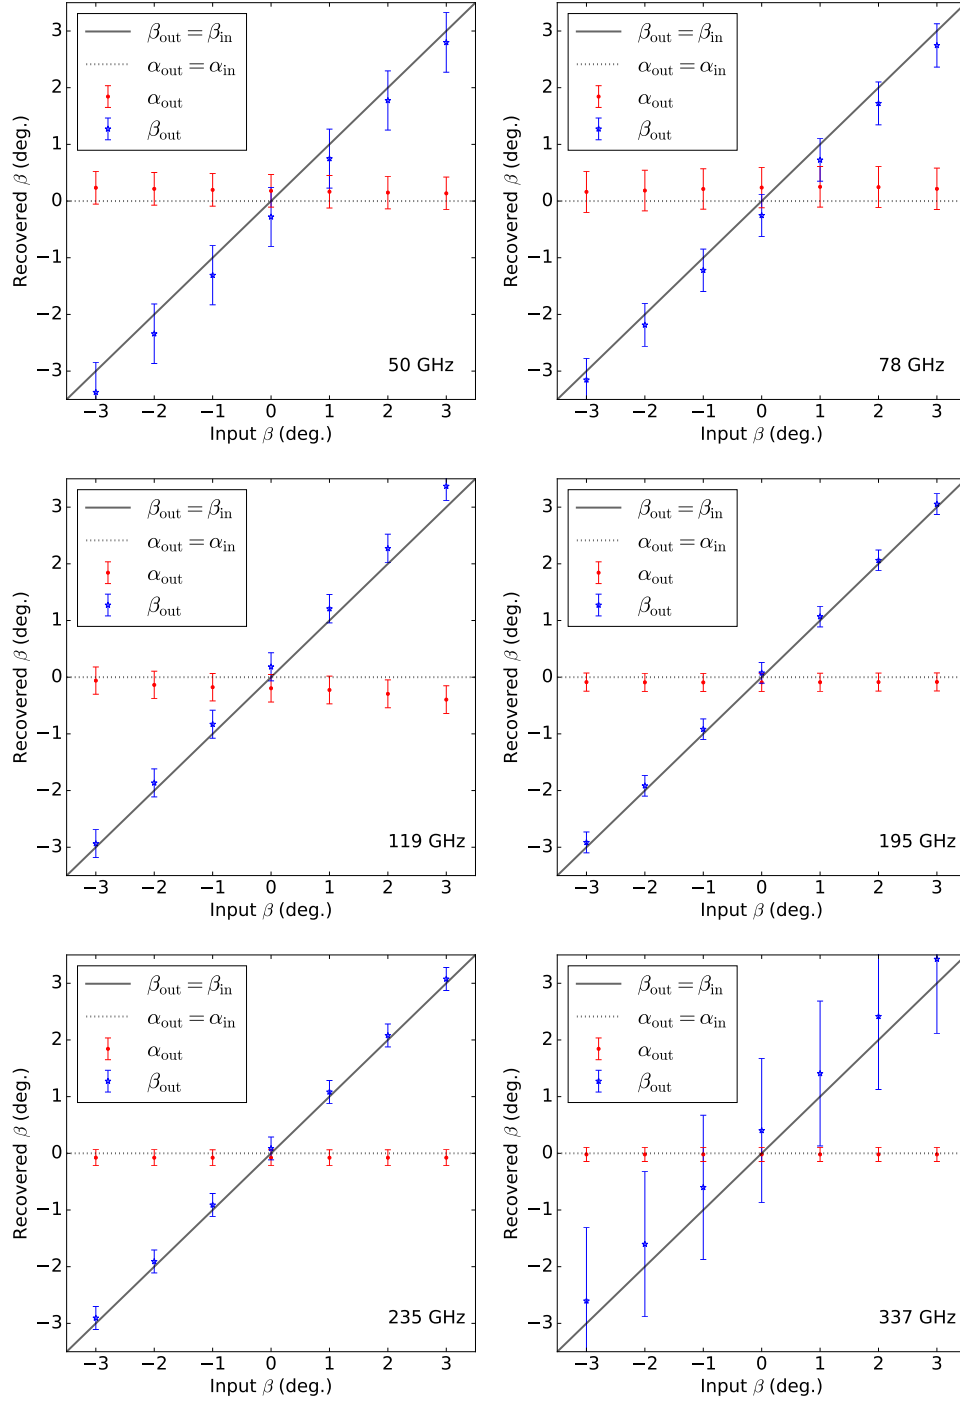 3
2
1
0
−1
−2
−3
Recovered β (deg.)
β_out = β_in
α_out = α_in
α_out
β_out
50 GHz
−3 −2 −1 0 1 2 3
Input β (deg.)
3
2
1
0
−1
−2
−3
Recovered β (deg.)
β_out = β_in
α_out = α_in
α_out
β_out
78 GHz
−3 −2 −1 0 1 2 3
Input β (deg.)
3
2
1
0
−1
−2
−3
Recovered β (deg.)
β_out = β_in
α_out = α_in
α_out
β_out
119 GHz
−3 −2 −1 0 1 2 3
Input β (deg.)
3
2
1
0
−1
−2
−3
Recovered β (deg.)
β_out = β_in
α_out = α_in
α_out
β_out
195 GHz
−3 −2 −1 0 1 2 3
Input β (deg.)
3
2
1
0
−1
−2
−3
Recovered β (deg.)
β_out = β_in
α_out = α_in
α_out
β_out
235 GHz
−3 −2 −1 0 1 2 3
Input β (deg.)
3
2
1
0
−1
−2
−3
Recovered β (deg.)
β_out = β_in
α_out = α_in
α_out
β_out
337 GHz
−3 −2 −1 0 1 2 3
Input β (deg.)